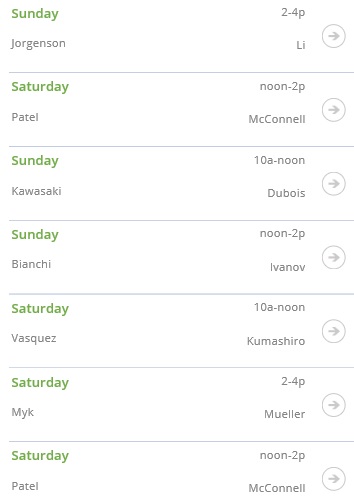 Sunday 2-4p
Jorgenson Li
Saturday noon-2p
Patel McConnell
Sunday 10a-noon
Kawasaki Dubois
Sunday noon-2p
Bianchi Ivanov
Saturday 10a-noon
Vasquez Kumashiro
Saturday 2-4p
Myk Mueller
Saturday noon-2p
Patel McConnell